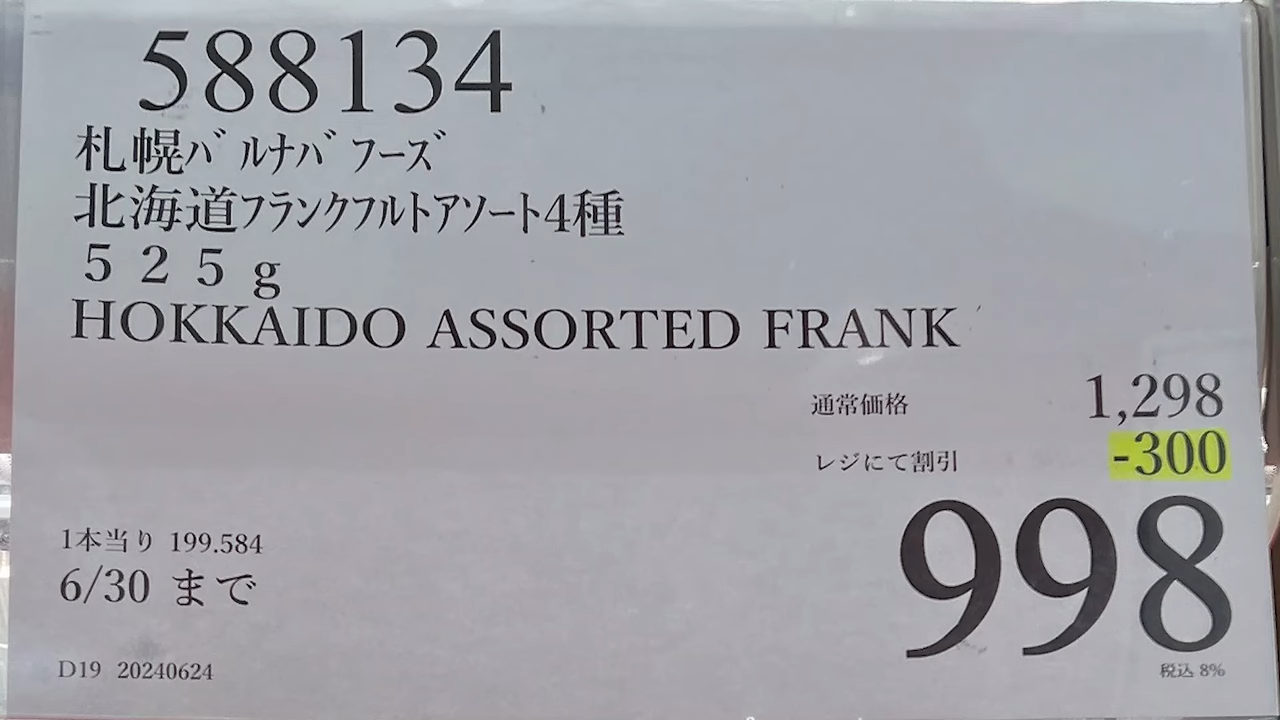 588134
札幌ﾊﾞﾙﾅﾊﾞﾌｰｽﾞ
北海道ﾌﾗﾝｸﾌﾙﾄｱｿｰﾄ4種
５２５ｇ
HOKKAIDO ASSORTED FRANK
通常価格 1,298
レジにて割引 -300
998
税込 8%
1本当り 199.584
6/30 まで
D19 20240624